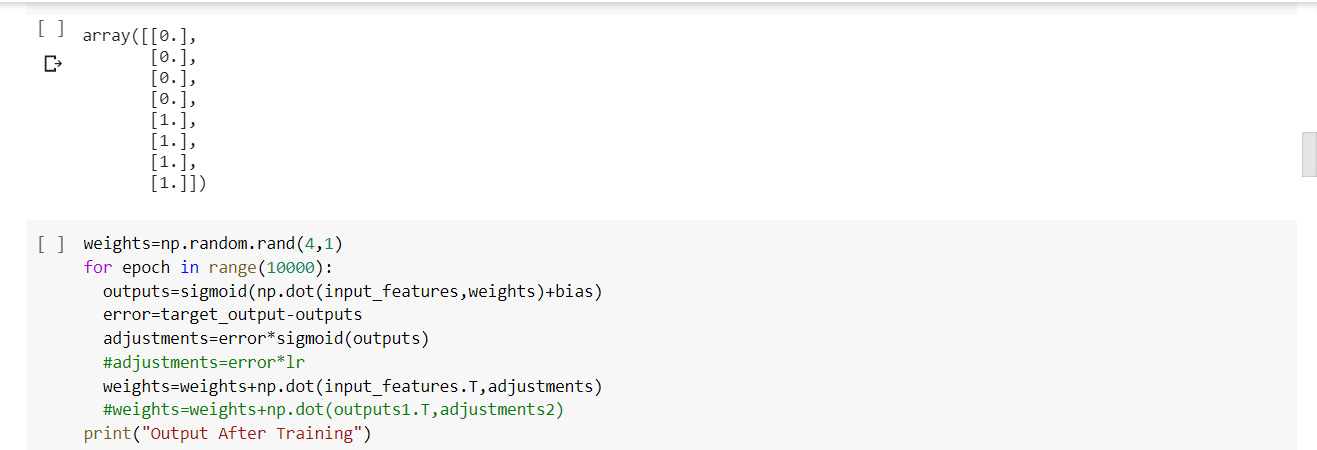 [ ] array([[0.],
[0.],
[0.],
[0.],
[1.],
[1.],
[1.],
[1.]])
[ ] weights=np.random.rand(4,1)
for epoch in range(10000):
outputs=sigmoid(np.dot(input_features,weights)+bias)
error=target_output-outputs
adjustments=error*sigmoid(outputs)
#adjustments=error*lr
weights=weights+np.dot(input_features.T,adjustments)
#weights=weights+np.dot(outputs1.T,adjustments2)
print("Output After Training")